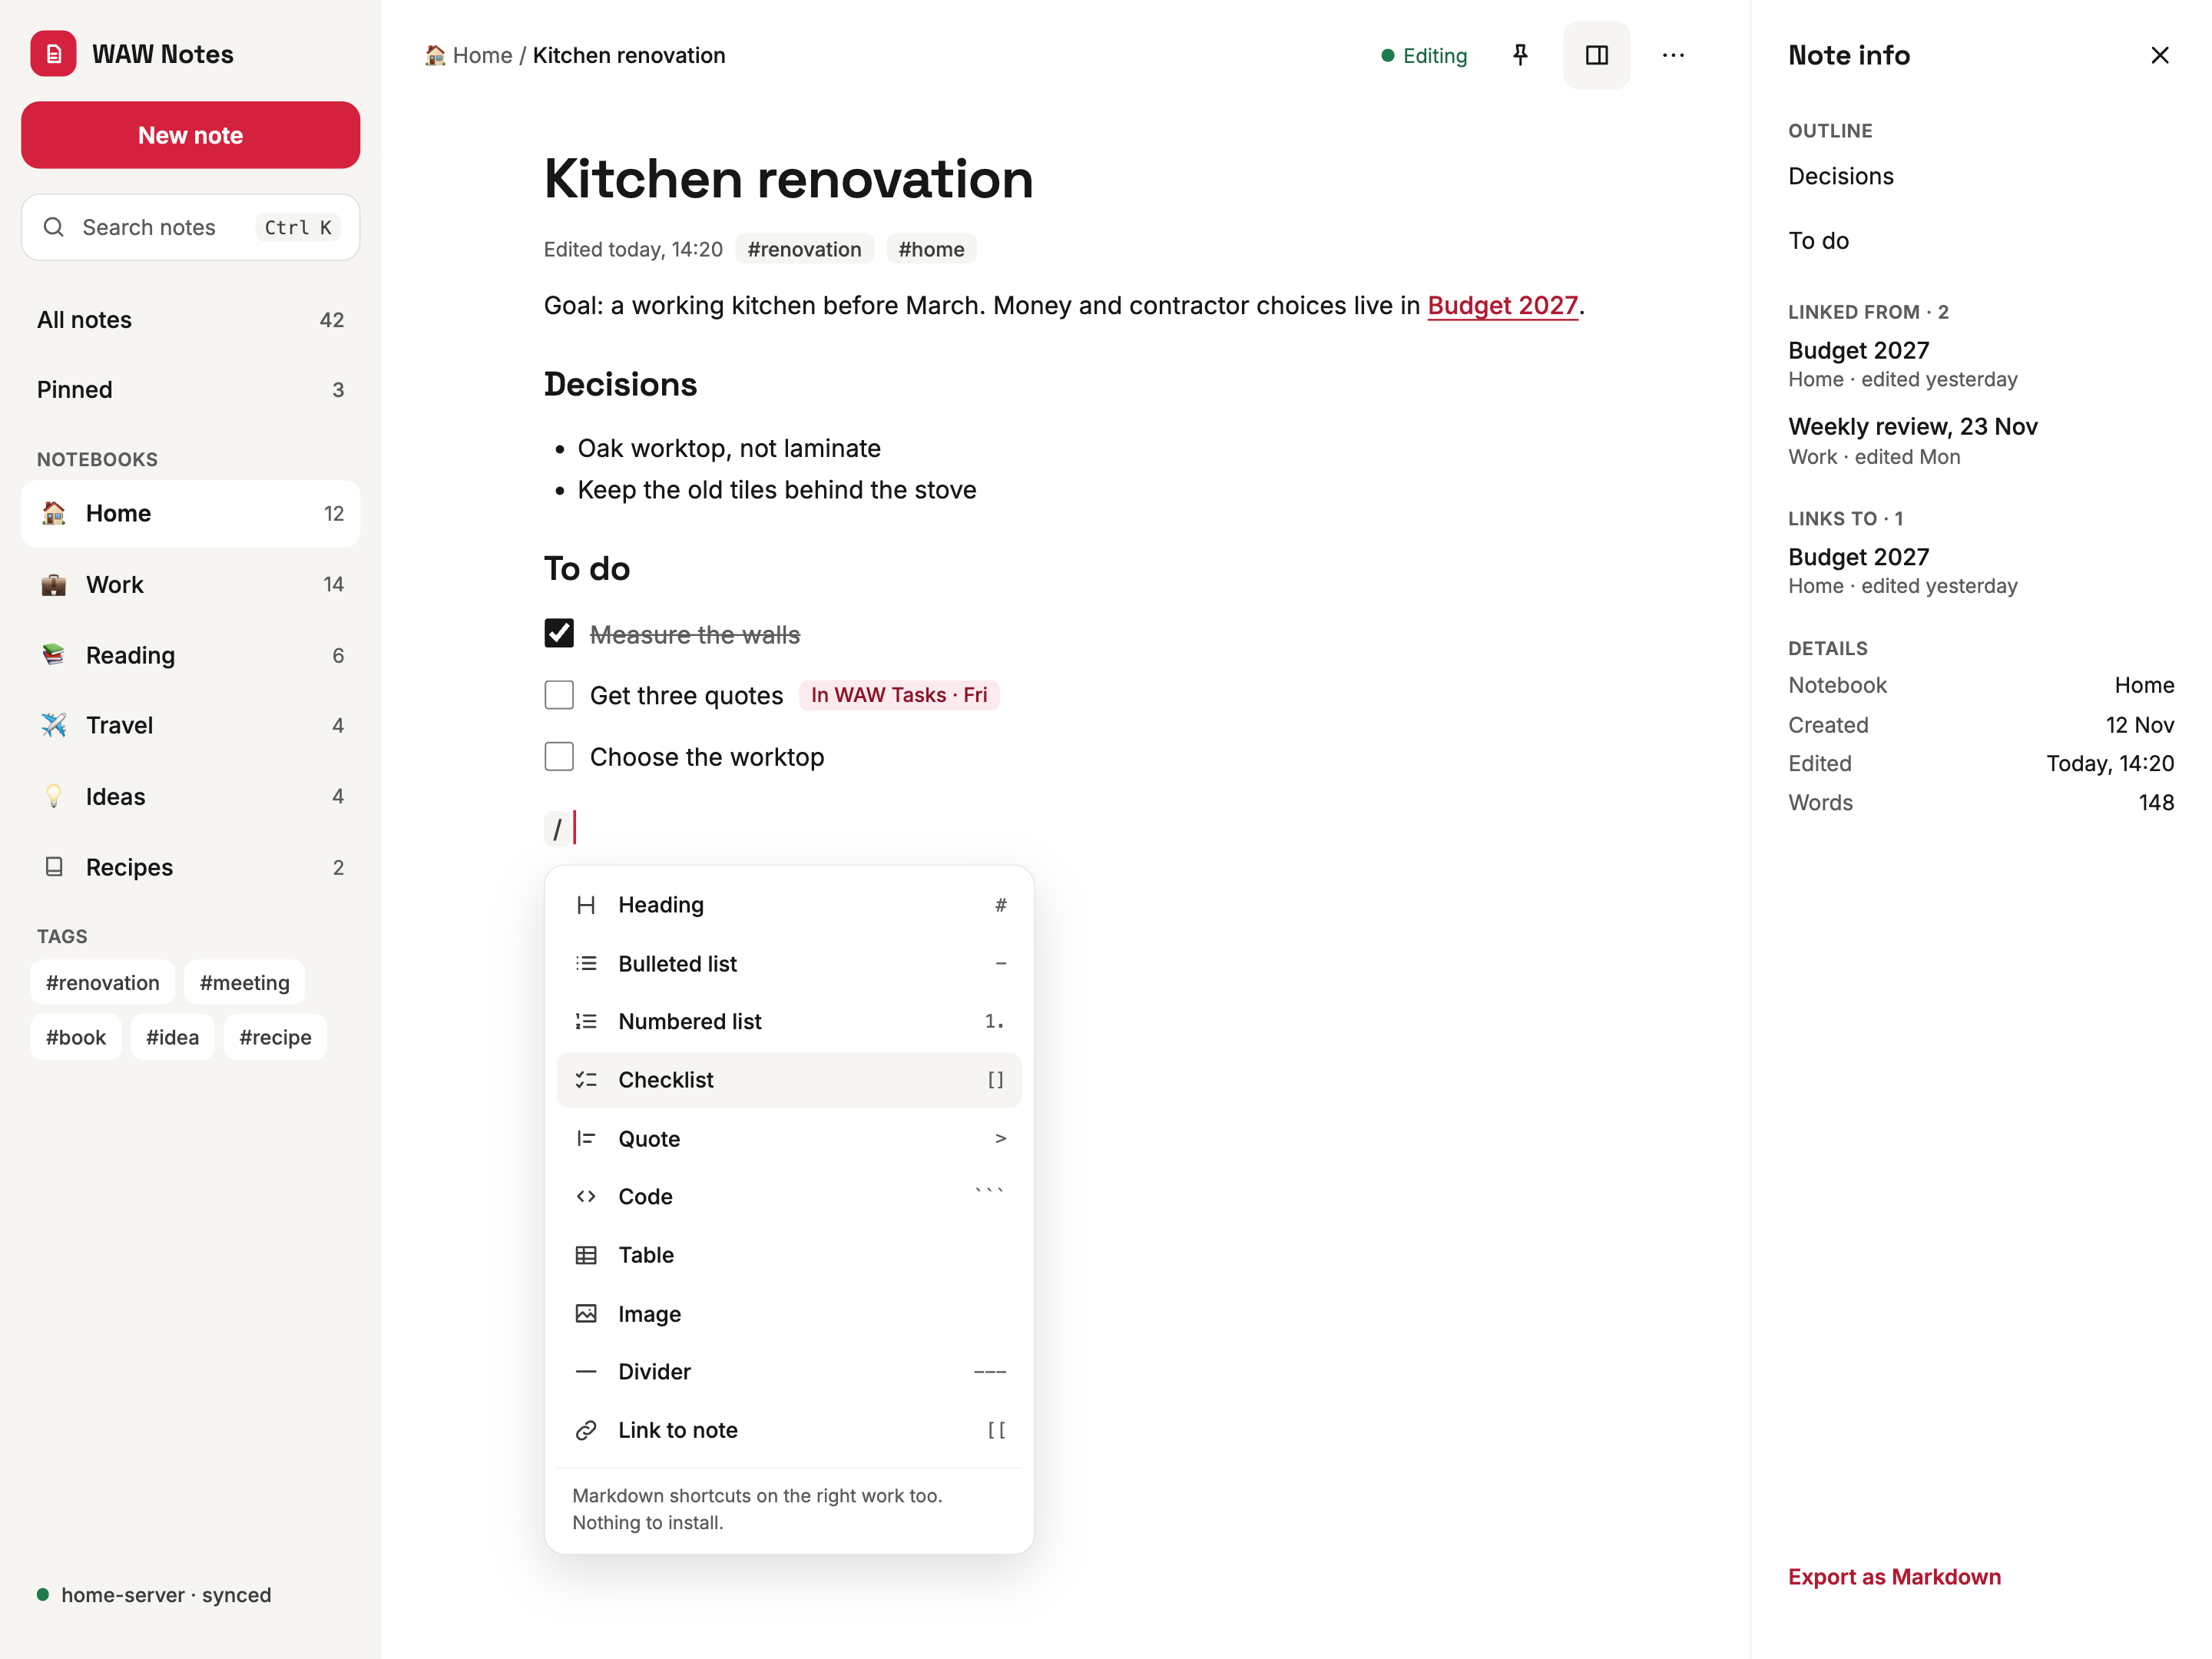 WAW Notes
New note
Search notes Ctrl K
All notes 42
Pinned 3
NOTEBOOKS
Home 12
Work 14
Reading 6
Travel 4
Ideas 4
Recipes 2
TAGS
#renovation #meeting
#book #idea #recipe
home-server · synced
Home / Kitchen renovation
Editing
Kitchen renovation
Edited today, 14:20 #renovation #home
Goal: a working kitchen before March. Money and contractor choices live in Budget 2027.
Decisions
• Oak worktop, not laminate
• Keep the old tiles behind the stove
To do
Measure the walls
Get three quotes In WAW Tasks · Fri
Choose the worktop
/
Heading #
Bulleted list -
Numbered list 1.
Checklist []
Quote >
Code ```
Table
Image
Divider ---
Link to note [[
Markdown shortcuts on the right work too.
Nothing to install.
Note info
OUTLINE
Decisions
To do
LINKED FROM · 2
Budget 2027
Home · edited yesterday
Weekly review, 23 Nov
Work · edited Mon
LINKS TO · 1
Budget 2027
Home · edited yesterday
DETAILS
Notebook Home
Created 12 Nov
Edited Today, 14:20
Words 148
Export as Markdown